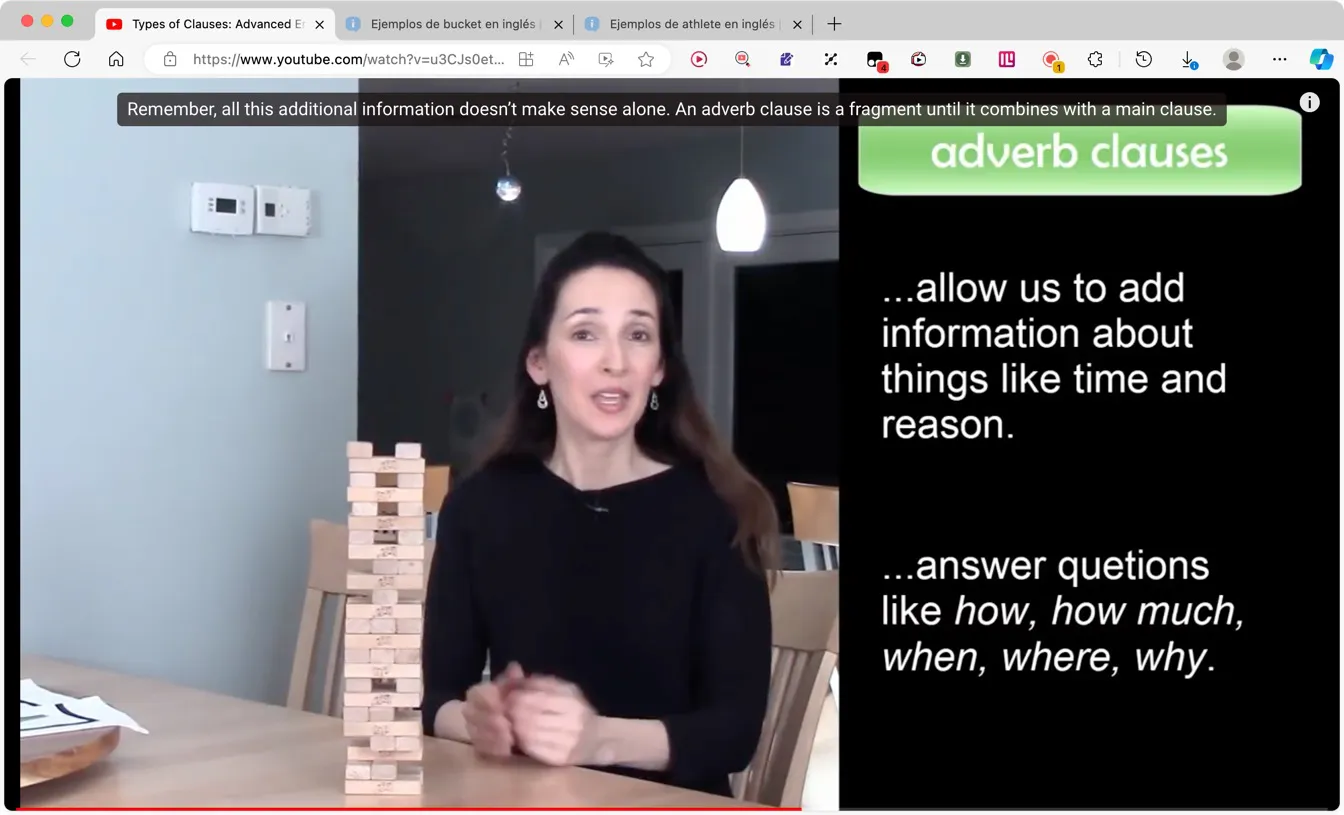 Types of Clauses: Advanced Er
Ejemplos de bucket en inglés
Ejemplos de athlete en inglés
https://www.youtube.com/watch?v=u3CJs0et...
4
1
Remember, all this additional information doesn’t make sense alone. An adverb clause is a fragment until it combines with a main clause.
adverb clauses
...allow us to add
information about
things like time and
reason.
...answer quetions
like how, how much,
when, where, why.